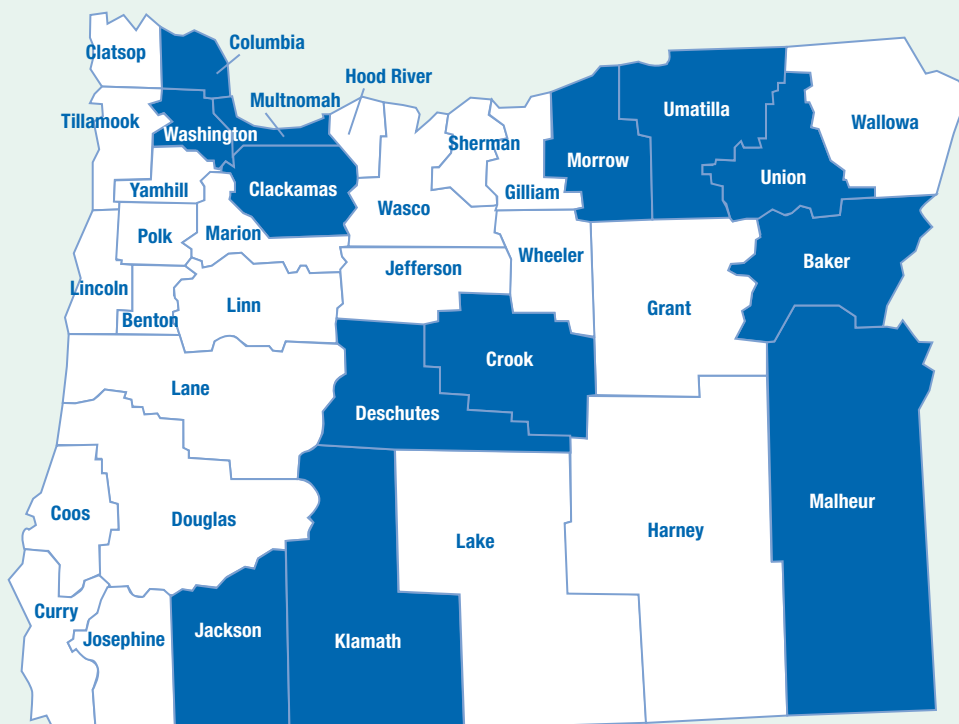 Clatsop
Columbia
Hood River
Multnomah
Tillamook
Washington
Sherman
Umatilla
Wallowa
Morrow
Union
Yamhill
Clackamas
Gilliam
Wasco
Polk
Marion
Wheeler
Baker
Jefferson
Lincoln
Benton
Linn
Grant
Crook
Lane
Deschutes
Coos
Douglas
Lake
Harney
Malheur
Curry
Josephine
Jackson
Klamath